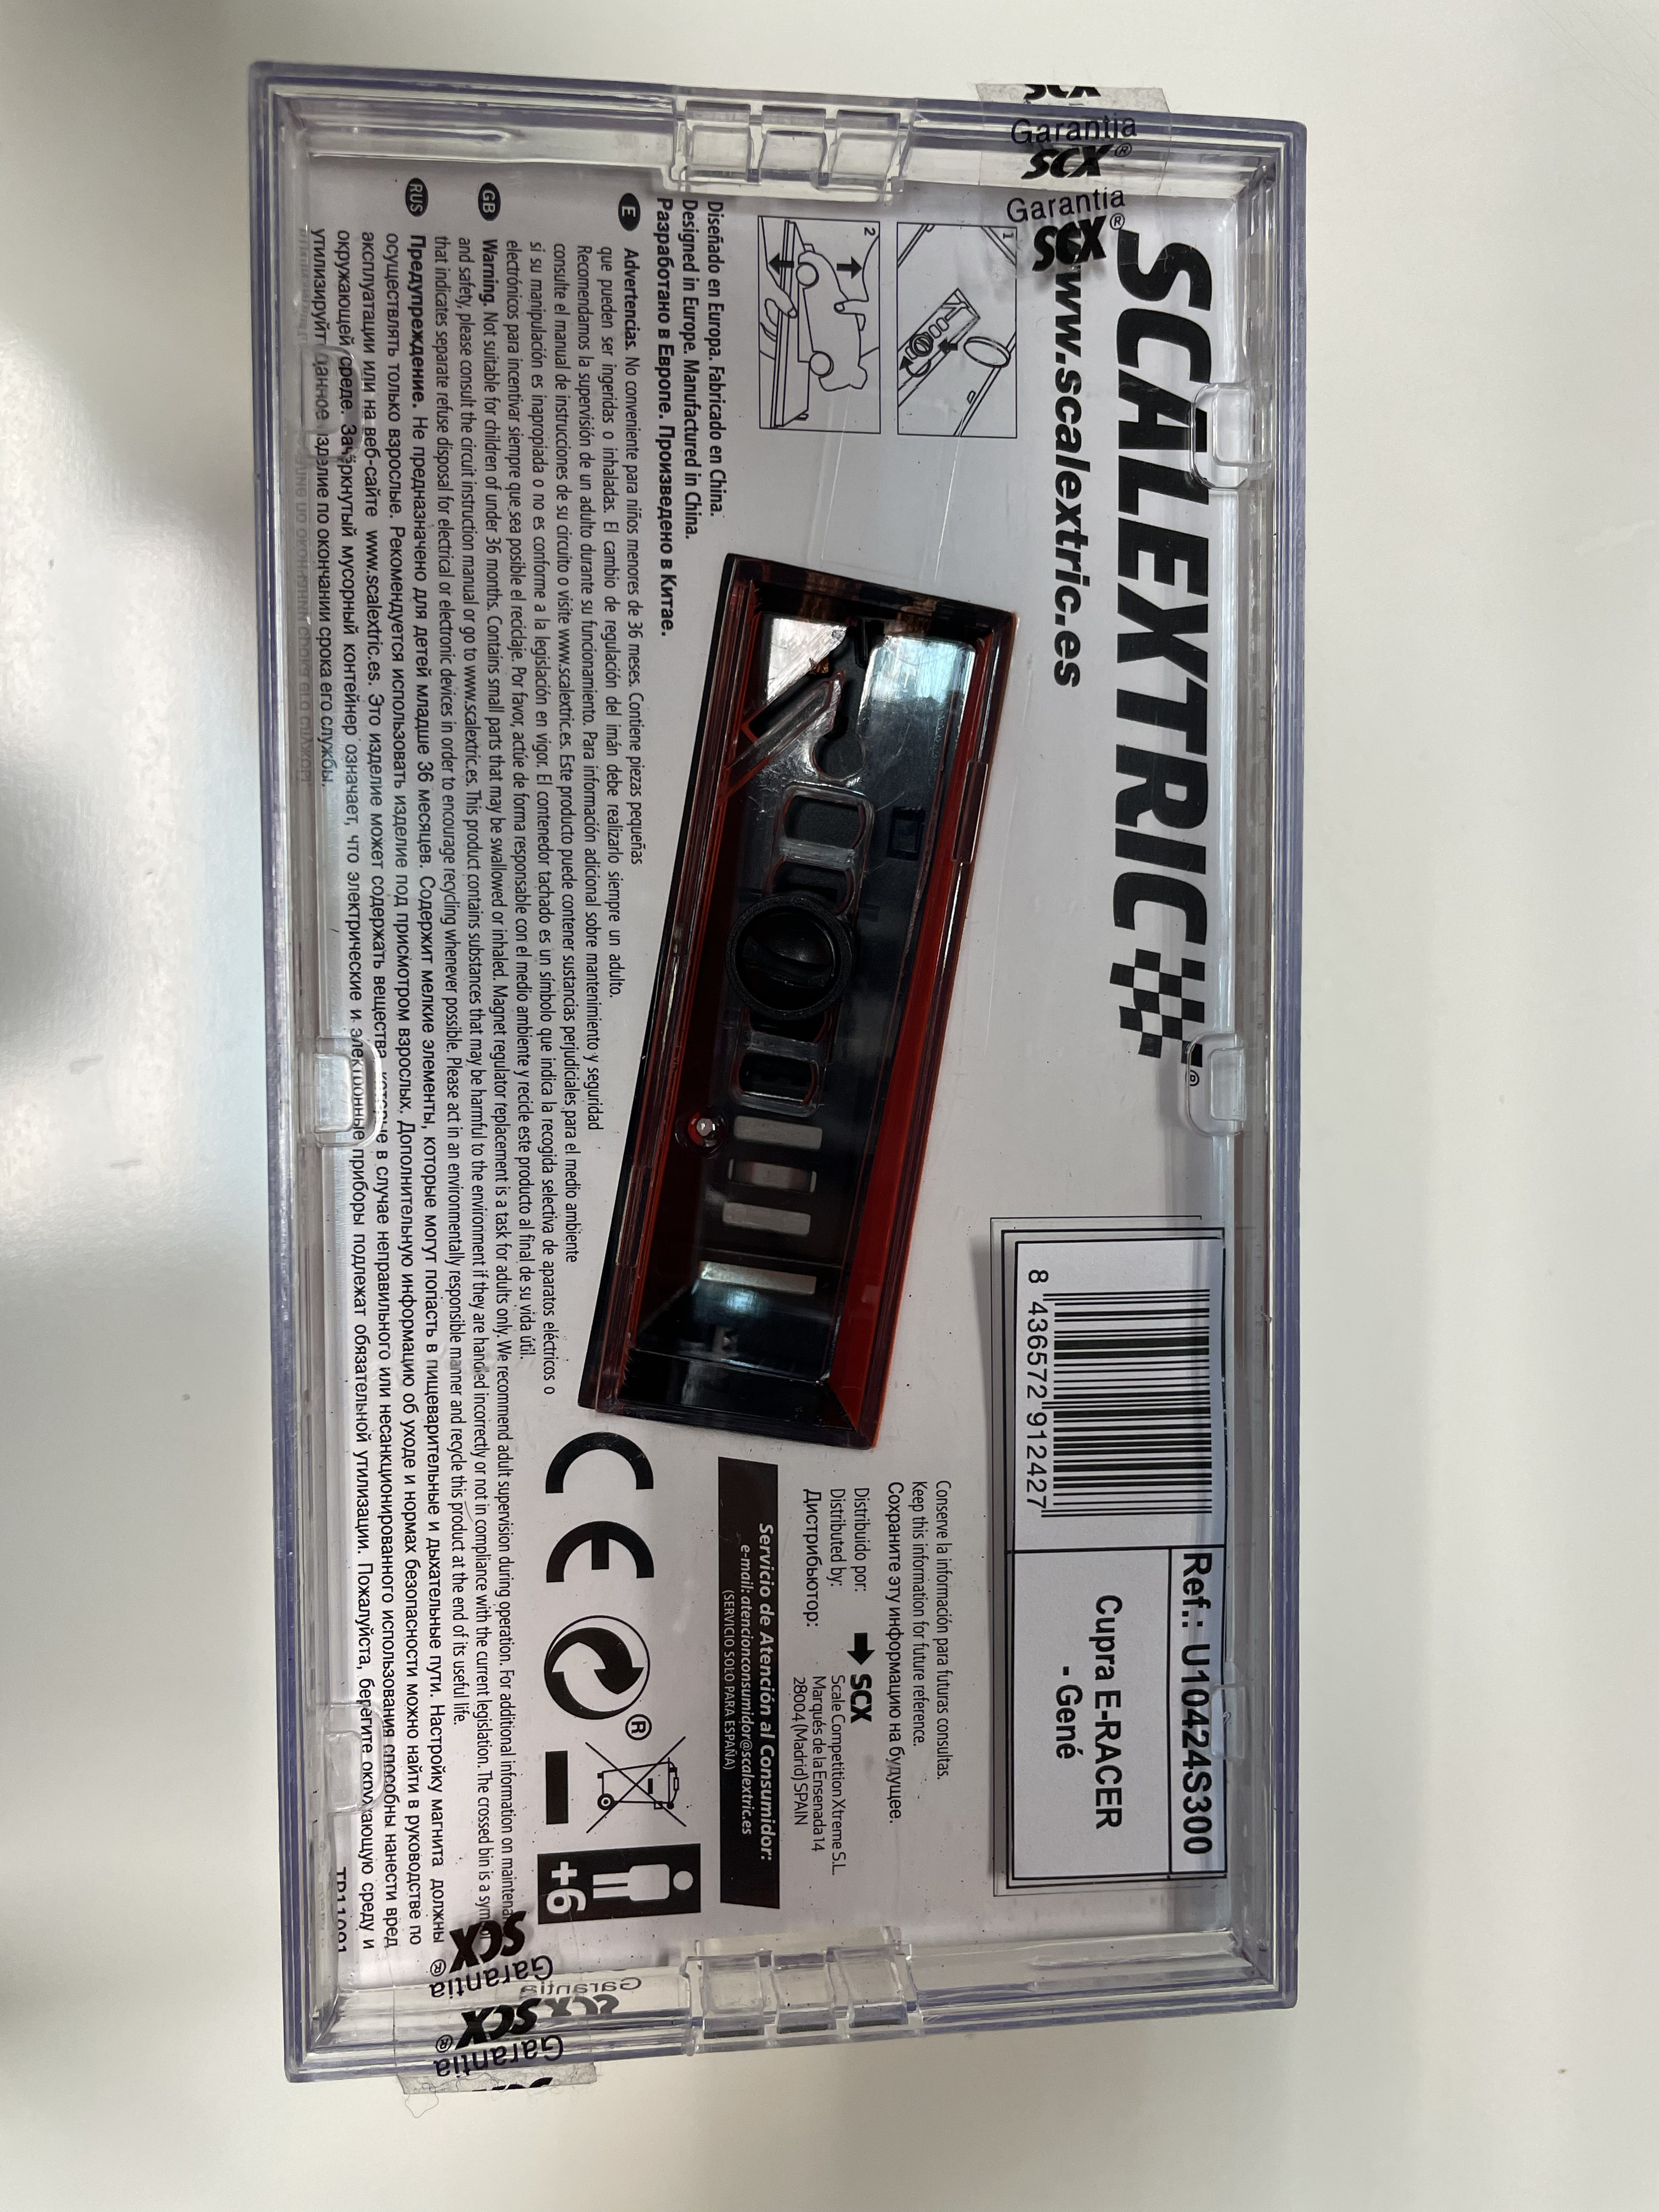 SCALEXTRIC®
www.scalextric.es
SCX
Garantia
SCX®
Garantia
SCX®
1
2
8 436572 912427
Ref.: U10424S300
Cupra E-RACER
- Gené
Diseñado en Europa. Fabricado en China.
Designed in Europe. Manufactured in China.
Разработано в Европе. Произведено в Китае.
Conserve la información para futuras consultas.
Keep this information for future reference.
Сохраните эту информацию на будущее.
Distribuido por:
Distributed by:
Дистрибьютор:
SCX
Scale Competition Xtreme S.L.
Marqués de la Ensenada 14
28004 (Madrid) SPAIN
Servicio de Atención al Consumidor:
e-mail: atencionconsumidor@scalextric.es
(SERVICIO SOLO PARA ESPAÑA)
E Advertencias. No conveniente para niños menores de 36 meses. Contiene piezas pequeñas
que pueden ser ingeridas o inhaladas. El cambio de regulación del imán debe realizarlo siempre un adulto.
Recomendamos la supervisión de un adulto durante su funcionamiento. Para información adicional sobre mantenimiento y seguridad
consulte el manual de instrucciones de su circuito o visite www.scalextric.es. Este producto puede contener sustancias perjudiciales para el medio ambiente
si su manipulación es inapropiada o no es conforme a la legislación en vigor. El contenedor tachado es un símbolo que indica la recogida selectiva de aparatos eléctricos o
electrónicos para incentivar siempre que sea posible el reciclaje. Por favor, actúe de forma responsable con el medio ambiente y recicle este producto al final de su vida útil.
GB Warning. Not suitable for children of under 36 months. Contains small parts that may be swallowed or inhaled. Magnet regulator replacement is a task for adults only. We recommend adult supervision during operation. For additional information on
and safety, please consult the circuit instruction manual or go to www.scalextric.es. This product contains substances that may be harmful to the environment if they are handled incorrectly or not in compliance with the current legislation. The crossed bin is a
that indicates separate refuse disposal for electrical or electronic devices in order to encourage recycling whenever possible. Please act in an environmentally responsible manner and recycle this product at the end of its useful life.
RUS Предупреждение. Не предназначено для детей младше 36 месяцев. Содержит мелкие элементы, которые могут попасть в пищеварительные и дыхательные пути. Настройку магнита должны
осуществлять только взрослые. Рекомендуется использовать изделие под присмотром взрослых. Дополнительную информацию об уходе и нормах безопасности можно найти в руководстве по
эксплуатации или на веб-сайте www.scalextric.es. Это изделие может содержать вещества, которые в случае неправильного или несанкционированного использования способны нанести вред
окружающей среде. Зачёркнутый мусорный контейнер означает, что электрические и электронные приборы подлежат обязательной утилизации. Пожалуйста, берегите окружающую среду и
утилизируйте данное изделие по окончании срока его службы.
CE
®
+6
SCX
Garantia®
SCX
Garantia®